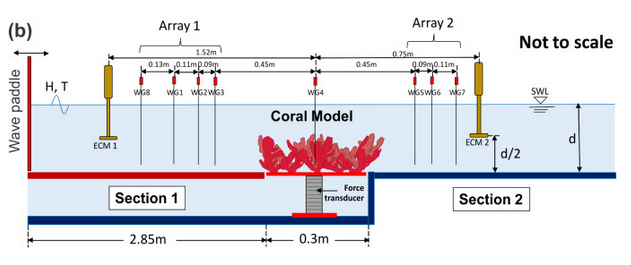 (b)
Array 1
Array 2
Not to scale
1.52m
0.75m
0.13m
0.11m
0.09m
0.45m
0.45m
0.09m
0.11m
Wave paddle
H, T
WG8
WG1
WG2
WG3
WG4
WG5
WG6
WG7
SWL
Coral Model
ECM 1
ECM 2
d/2
d
Section 1
Force
transducer
Section 2
2.85m
0.3m